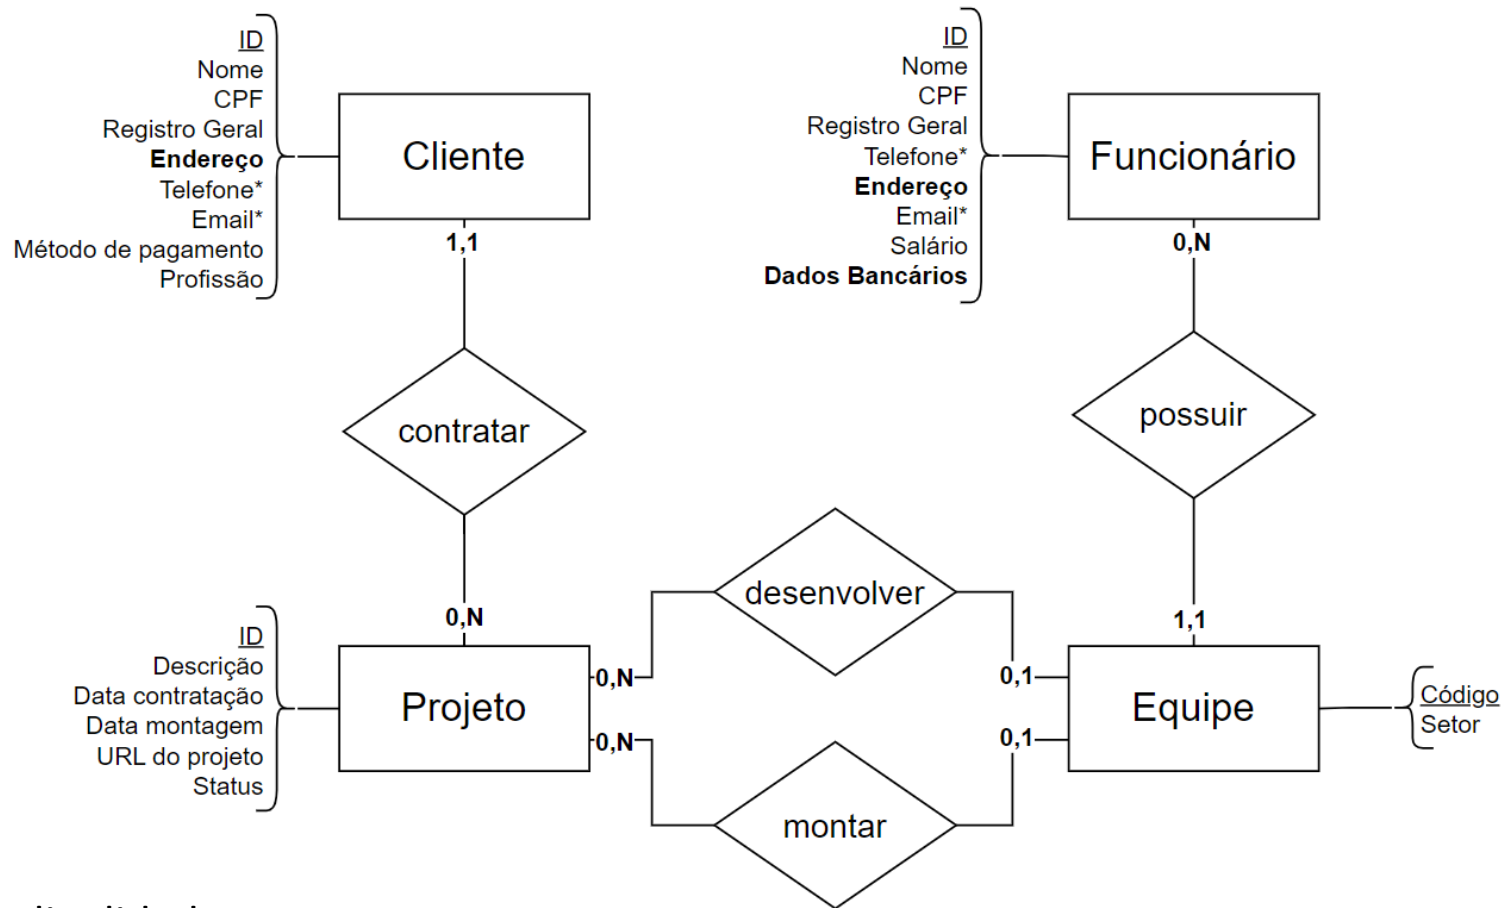 ID
Nome
CPF
Registro Geral
Endereço
Telefone*
Email*
Método de pagamento
Profissão
Cliente
1,1
contratar
0,N
ID
Nome
CPF
Registro Geral
Telefone*
Endereço
Email*
Salário
Dados Bancários
Funcionário
0,N
possuir
1,1
ID
Descrição
Data contratação
Data montagem
URL do projeto
Status
Projeto
0,N
desenvolver
0,1
0,N
montar
0,1
Equipe
Código
Setor